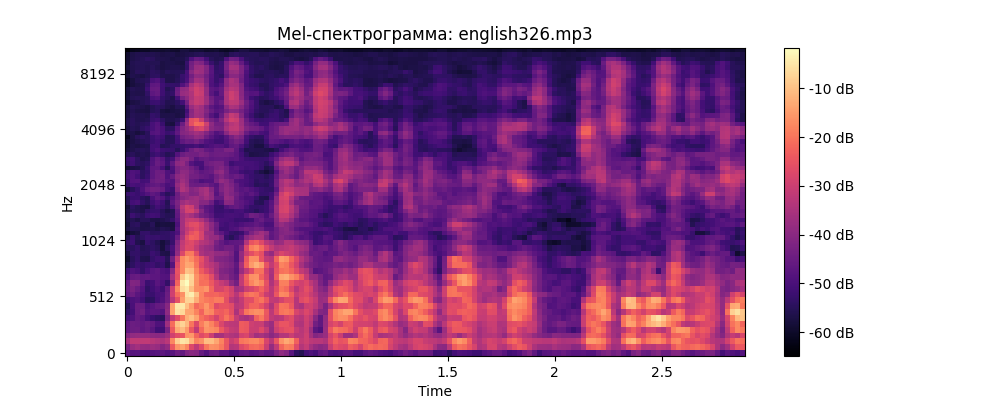 Mel-спектрограмма: english326.mp3
8192
4096
2048
1024
512
0
Hz
0 0.5 1 1.5 2 2.5
Time
-10 dB
-20 dB
-30 dB
-40 dB
-50 dB
-60 dB